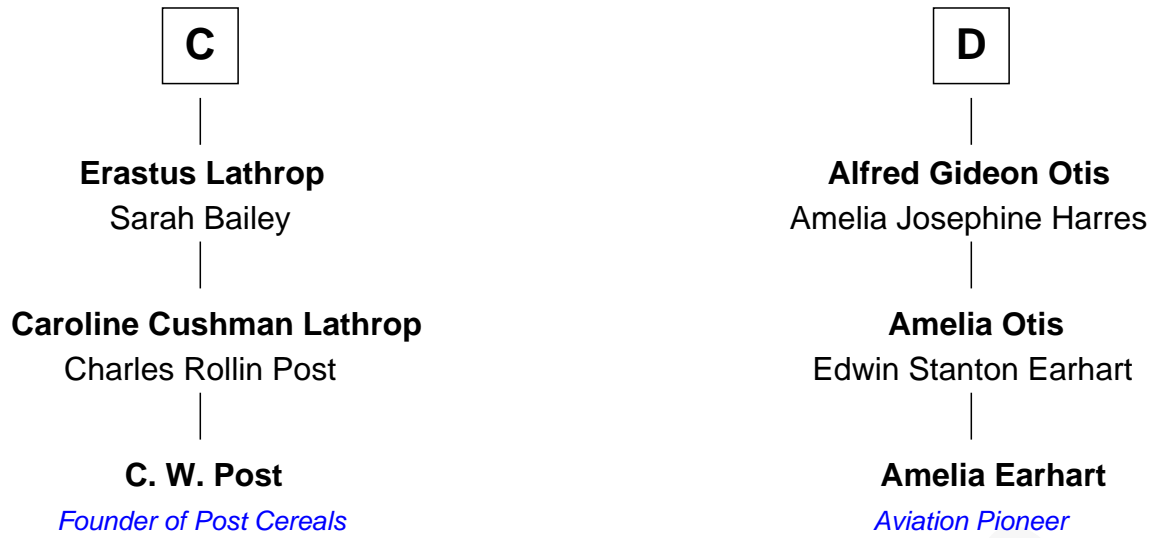 C
D
Erastus Lathrop
Sarah Bailey
Alfred Gideon Otis
Amelia Josephine Harres
Caroline Cushman Lathrop
Charles Rollin Post
Amelia Otis
Edwin Stanton Earhart
C. W. Post
Founder of Post Cereals
Amelia Earhart
Aviation Pioneer